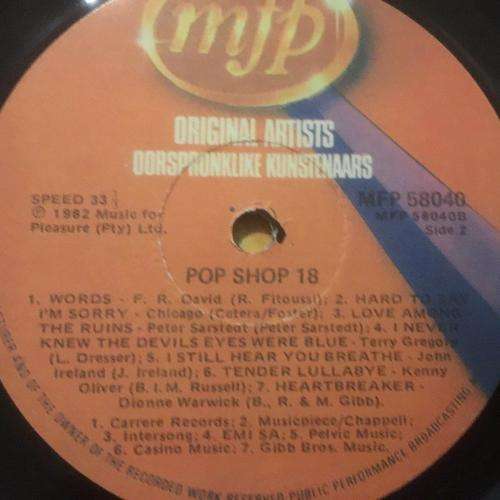 mfp
ORIGINAL ARTISTS
OORSPRONKLIKE KUNSTENAARS
SPEED 33 ⅓
℗ 1982 Music for
Pleasure (Pty) Ltd.
MFP 58040
MFP 58040B
Side 2
POP SHOP 18
1. WORDS - F. R. David (R. Fitoussi); 2. HARD TO SAY
I'M SORRY - Chicago (Cetera/Foster); 3. LOVE AMONG
THE RUINS - Peter Sarstedt (Peter Sarstedt); 4. I NEVER
KNEW THE DEVILS EYES WERE BLUE - Terry Gregory
(L. Dresser); 5. I STILL HEAR YOU BREATHE - John
Ireland (J. Ireland); 6. TENDER LULLABYE - Kenny
Oliver (B. I. M. Russell); 7. HEARTBREAKER -
Dionne Warwick (B., R. & M. Gibb).
1. Carrere Records; 2. Musicpiece/Chappell;
3. Intersong; 4. EMI SA; 5. Pelvic Music;
6. Casino Music; 7. Gibb Bros. Music.
AND OF THE OWNER OF THE RECORDED WORK RESERVED PUBLIC PERFORMANCE BROADCASTING